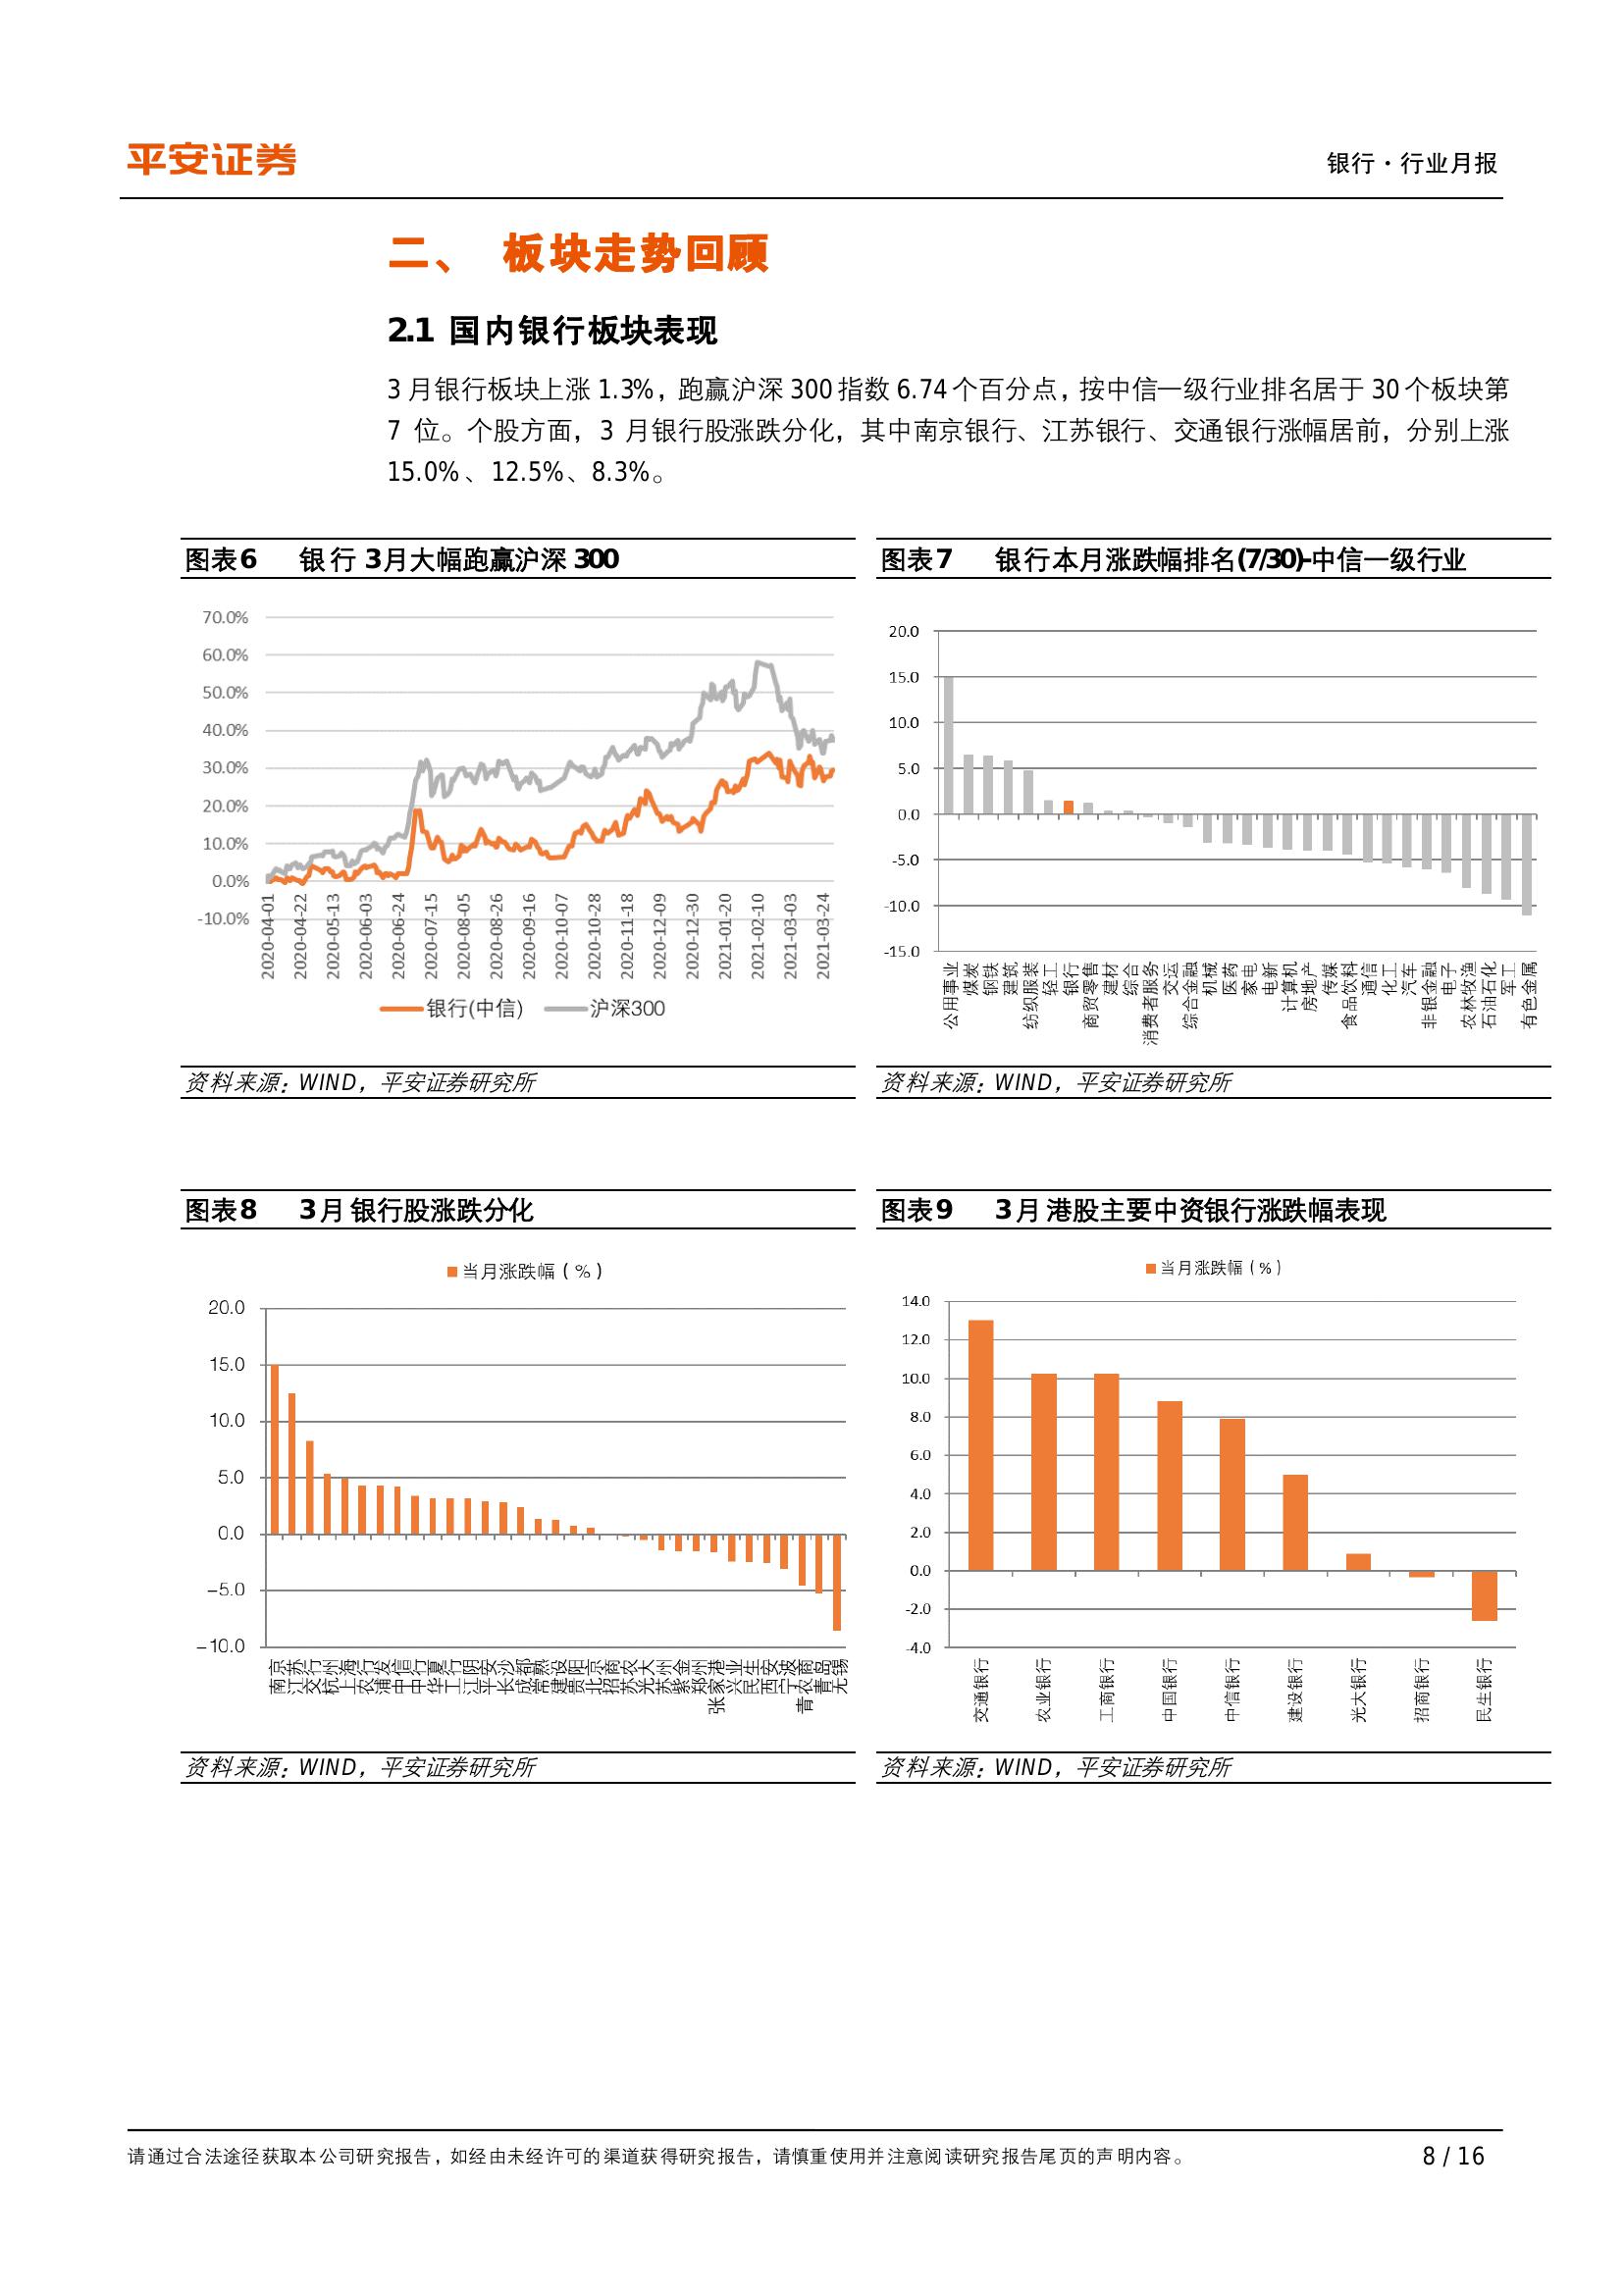 平安证券
银行·行业月报
二、 板块走势回顾
2.1 国内银行板块表现
3 月银行板块上涨 1.3%，跑赢沪深 300 指数 6.74 个百分点，按中信一级行业排名居于 30 个板块第
7 位。个股方面，3 月银行股涨跌分化，其中南京银行、江苏银行、交通银行涨幅居前，分别上涨
15.0%、12.5%、8.3%。
图表6 银行 3月大幅跑赢沪深 300
70.0%
60.0%
50.0%
40.0%
30.0%
20.0%
10.0%
0.0%
-10.0%
2020-04-01
2020-04-22
2020-05-13
2020-06-03
2020-06-24
2020-07-15
2020-08-05
2020-08-26
2020-09-16
2020-10-07
2020-10-28
2020-11-18
2020-12-09
2020-12-30
2021-01-20
2021-02-10
2021-03-03
2021-03-24
银行(中信)
沪深300
资料来源：WIND，平安证券研究所
图表7 银行本月涨跌幅排名(7/30)-中信一级行业
20.0
15.0
10.0
5.0
0.0
-5.0
-10.0
-15.0
公用事业
煤炭
钢铁
建筑
纺织服装
轻工
银行
商贸零售
建材
综合
消费者服务
交运
综合金融
机械
医药
家电
电新
计算机
房地产
传媒
食品饮料
通信
化工
汽车
非银金融
电子
农林牧渔
石油石化
军工
有色金属
资料来源：WIND，平安证券研究所
图表8 3月银行股涨跌分化
当月涨跌幅（%）
20.0
15.0
10.0
5.0
0.0
-5.0
-10.0
南京
江苏
交行
杭州
上海
农行
浦发
中信
中行
华夏
工行
江阴
平安
长沙
成都
常熟
建设
贵阳
北京
招商
苏农
光大
苏州
紫金
郑州
张家港
兴业
民生
西安
宁波
青农商
青岛
无锡
资料来源：WIND，平安证券研究所
图表9 3月港股主要中资银行涨跌幅表现
当月涨跌幅（%）
14.0
12.0
10.0
8.0
6.0
4.0
2.0
0.0
-2.0
-4.0
交通银行
农业银行
工商银行
中国银行
中信银行
建设银行
光大银行
招商银行
民生银行
资料来源：WIND，平安证券研究所
请通过合法途径获取本公司研究报告，如经由未经许可的渠道获得研究报告，请慎重使用并注意阅读研究报告尾页的声明内容。
8 / 16